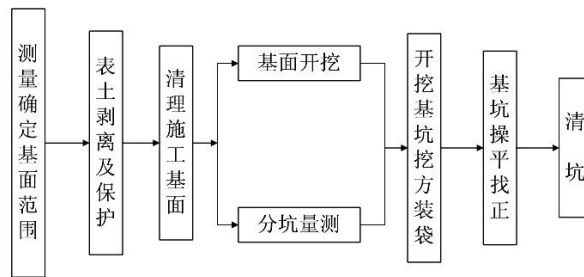 测量确定基面范围
表土剥离及保护
清理施工基面
基面开挖
分坑量测
开挖基坑挖方装袋
基坑操平找正
清坑